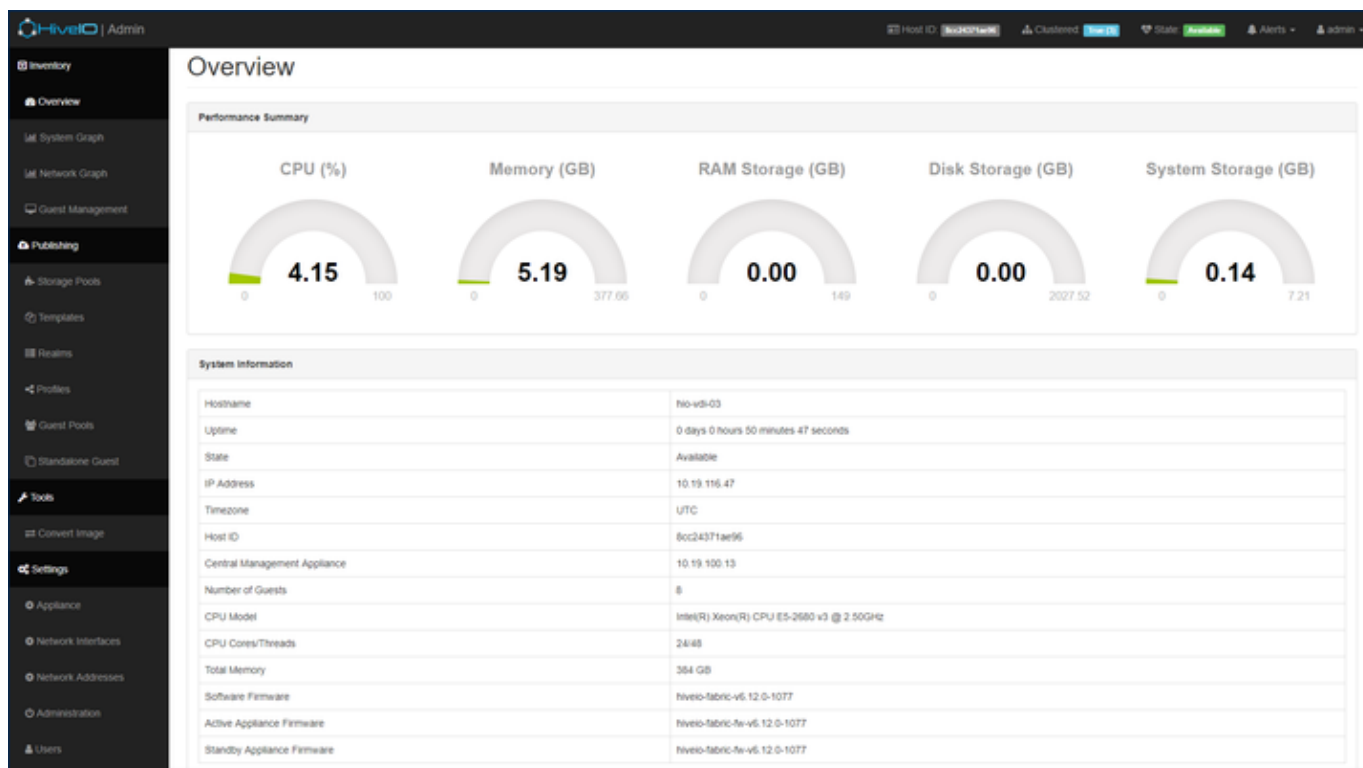 HiveIO | Admin
Host ID: 8cc24371ae96 Clustered: True (3) State: Available Alerts admin
Inventory
Overview
System Graph
Network Graph
Guest Management
Publishing
Storage Pools
Templates
Realms
Profiles
Guest Pools
Standalone Guest
Tools
Convert Image
Settings
Appliance
Network Interfaces
Network Addresses
Administration
Users
Overview
Performance Summary
CPU (%) Memory (GB) RAM Storage (GB) Disk Storage (GB) System Storage (GB)
4.15 5.19 0.00 0.00 0.14
0 100 0 377.66 0 149 0 2027.52 0 7.21
System Information
Hostname hio-vdi-03
Uptime 0 days 0 hours 50 minutes 47 seconds
State Available
IP Address 10.19.116.47
Timezone UTC
Host ID 8cc24371ae96
Central Management Appliance 10.19.100.13
Number of Guests 8
CPU Model Intel(R) Xeon(R) CPU E5-2680 v3 @ 2.50GHz
CPU Cores/Threads 24/48
Total Memory 384 GB
Software Firmware hiveio-fabric-v6.12.0-1077
Active Appliance Firmware hiveio-fabric-fw-v6.12.0-1077
Standby Appliance Firmware hiveio-fabric-fw-v6.12.0-1077